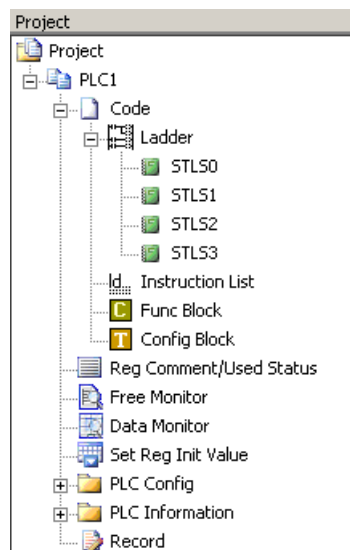 Project
Project
PLC1
Code
Ladder
STLS0
STLS1
STLS2
STLS3
ld... Instruction List
C Func Block
T Config Block
Reg Comment/Used Status
Free Monitor
Data Monitor
Set Reg Init Value
PLC Config
PLC Information
Record